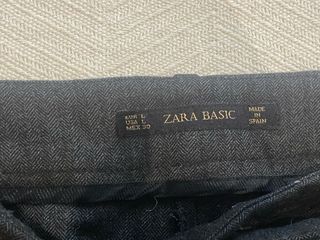 EUR L
USA L
MEX 30
ZARA BASIC
MADE
IN
SPAIN